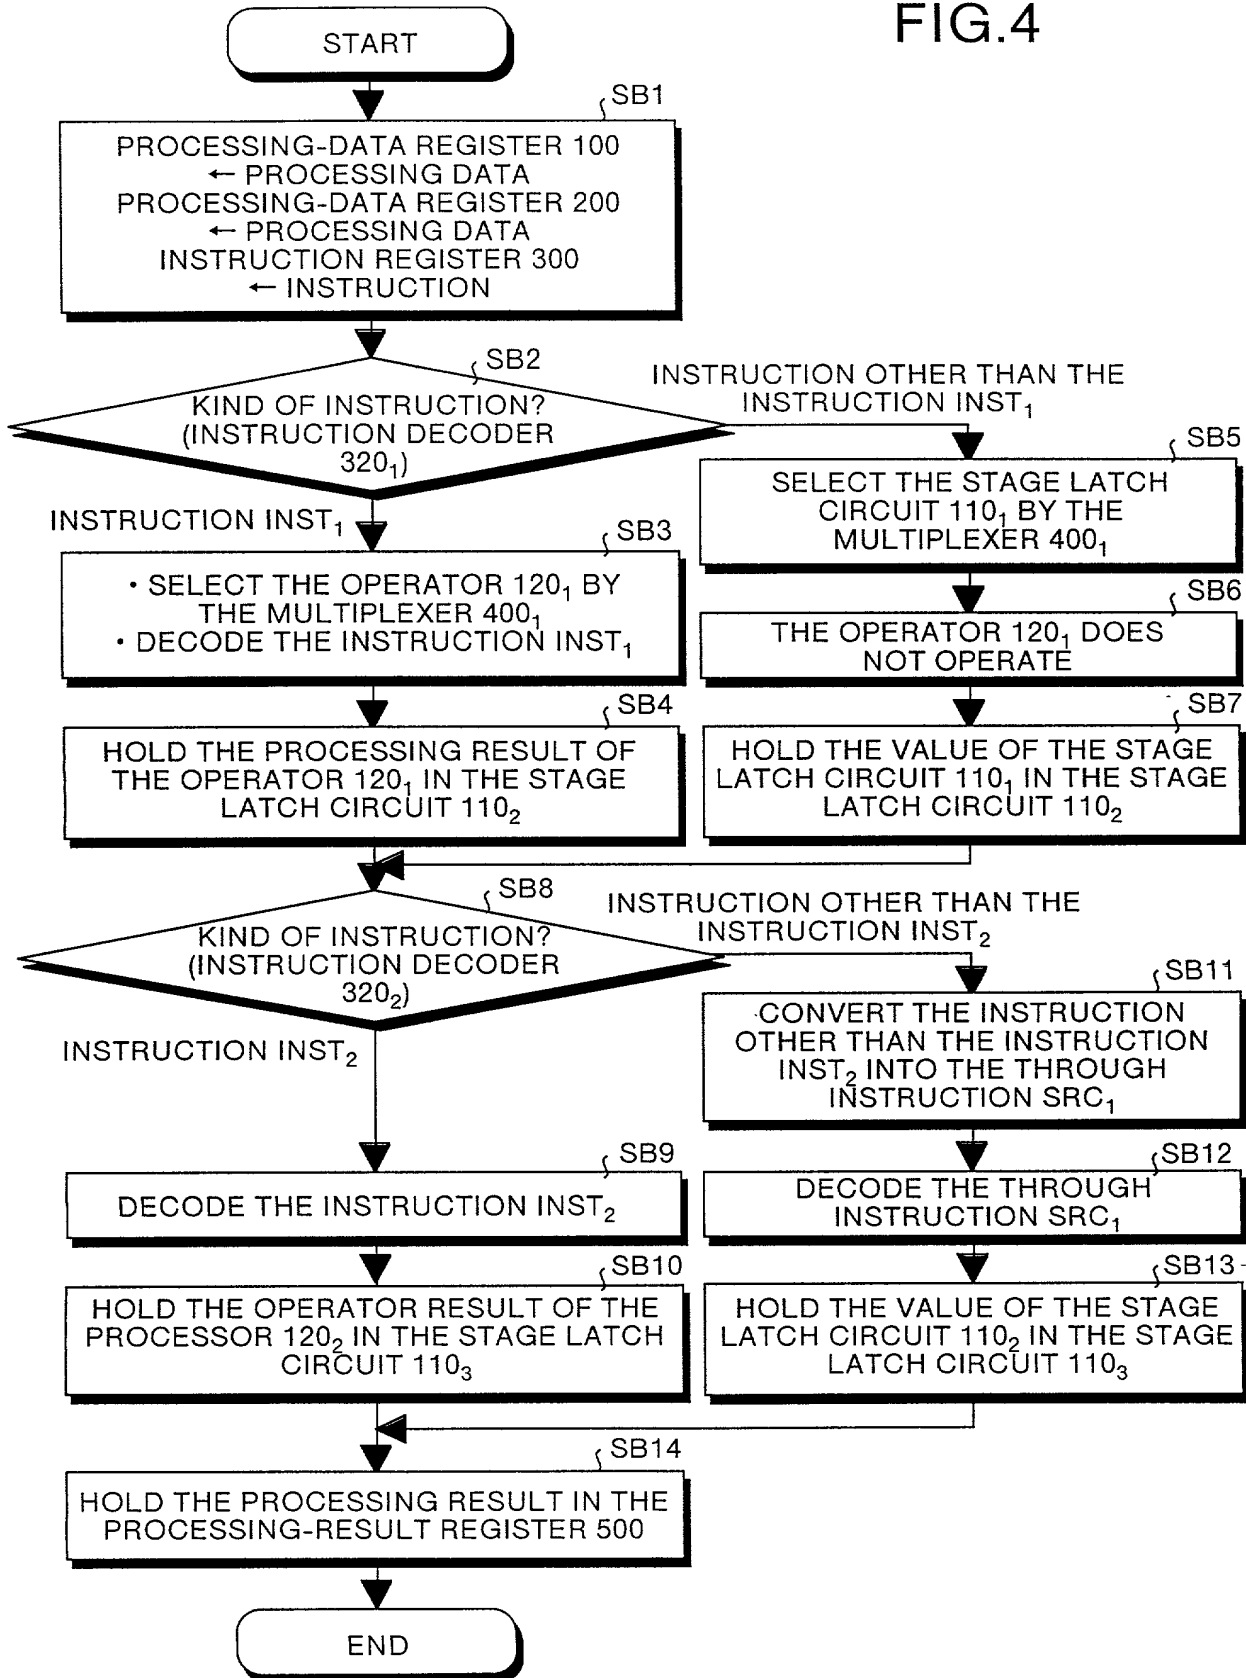 FIG.4
START
SB1
PROCESSING-DATA REGISTER 100
← PROCESSING DATA
PROCESSING-DATA REGISTER 200
← PROCESSING DATA
INSTRUCTION REGISTER 300
← INSTRUCTION
SB2
KIND OF INSTRUCTION?
(INSTRUCTION DECODER
320₁)
INSTRUCTION OTHER THAN THE
INSTRUCTION INST₁
INSTRUCTION INST₁
SB3
・SELECT THE OPERATOR 120₁ BY
THE MULTIPLEXER 400₁
・DECODE THE INSTRUCTION INST₁
SB4
HOLD THE PROCESSING RESULT OF
THE OPERATOR 120₁ IN THE STAGE
LATCH CIRCUIT 110₂
SB5
SELECT THE STAGE LATCH
CIRCUIT 110₁ BY THE
MULTIPLEXER 400₁
SB6
THE OPERATOR 120₁ DOES
NOT OPERATE
SB7
HOLD THE VALUE OF THE STAGE
LATCH CIRCUIT 110₁ IN THE STAGE
LATCH CIRCUIT 110₂
SB8
KIND OF INSTRUCTION?
(INSTRUCTION DECODER
320₂)
INSTRUCTION OTHER THAN THE
INSTRUCTION INST₂
INSTRUCTION INST₂
SB9
DECODE THE INSTRUCTION INST₂
SB10
HOLD THE OPERATOR RESULT OF THE
PROCESSOR 120₂ IN THE STAGE LATCH
CIRCUIT 110₃
SB11
CONVERT THE INSTRUCTION
OTHER THAN THE INSTRUCTION
INST₂ INTO THE THROUGH
INSTRUCTION SRC₁
SB12
DECODE THE THROUGH
INSTRUCTION SRC₁
SB13
HOLD THE VALUE OF THE STAGE
LATCH CIRCUIT 110₂ IN THE STAGE
LATCH CIRCUIT 110₃
SB14
HOLD THE PROCESSING RESULT IN THE
PROCESSING-RESULT REGISTER 500
END